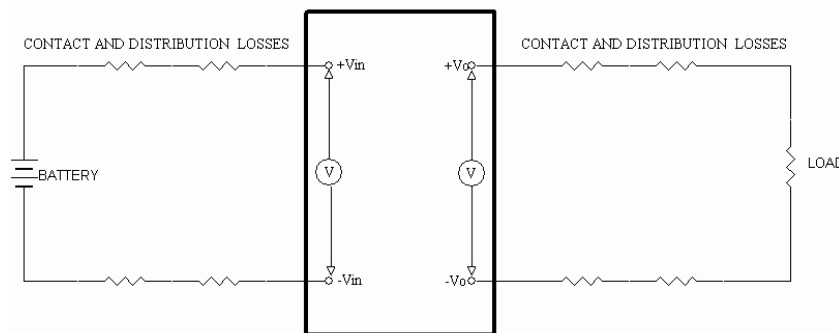 CONTACT AND DISTRIBUTION LOSSES
CONTACT AND DISTRIBUTION LOSSES
+Vin
+Vo
V
V
BATTERY
LOAD
-Vin
-Vo